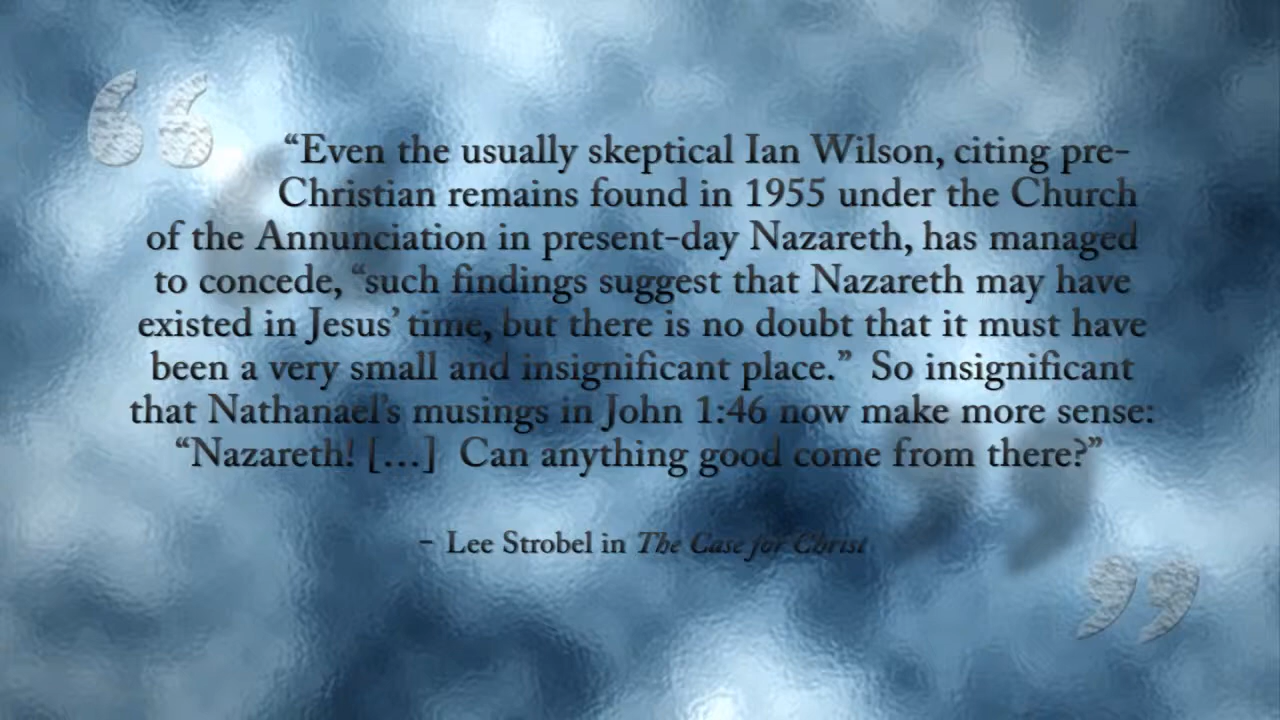 “Even the usually skeptical Ian Wilson, citing pre-
Christian remains found in 1955 under the Church
of the Annunciation in present-day Nazareth, has managed
to concede, “such findings suggest that Nazareth may have
existed in Jesus’ time, but there is no doubt that it must have
been a very small and insignificant place.”  So insignificant
that Nathanael’s musings in John 1:46 now make more sense:
“Nazareth! [...]  Can anything good come from there?”
- Lee Strobel in The Case for Christ